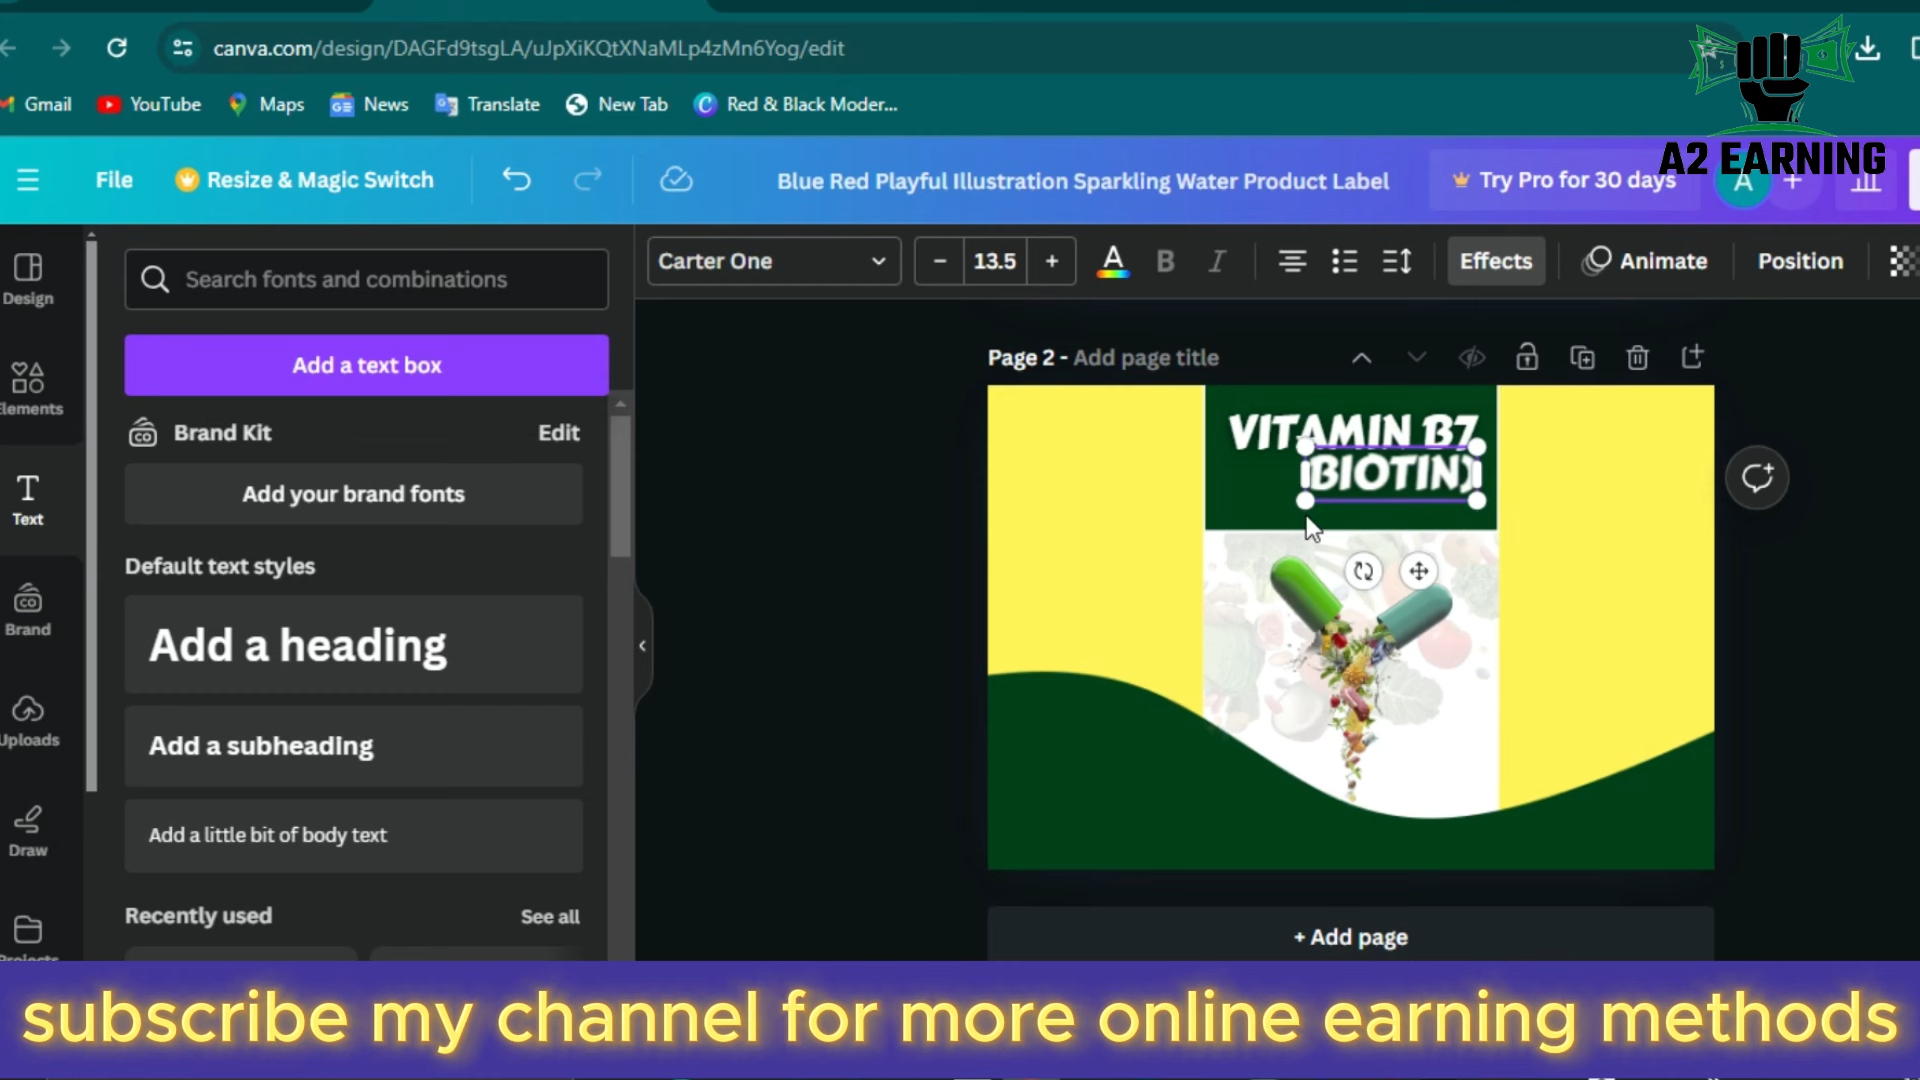 canva.com/design/DAGFd9tsgLA/uJpXiKQtXNaMLp4zMn6Yog/edit
Gmail YouTube Maps News Translate New Tab Red & Black Moder...
A2 EARNING
File Resize & Magic Switch Blue Red Playful Illustration Sparkling Water Product Label Try Pro for 30 days A
Search fonts and combinations
Carter One 13.5 A B I Effects Animate Position
Design
Add a text box
Page 2 - Add page title
Elements
Brand Kit Edit
VITAMIN B7
(BIOTIN)
Add your brand fonts
Text
Default text styles
Brand
Add a heading
Uploads
Add a subheading
Add a little bit of body text
Draw
Recently used See all
Projects
+ Add page
subscribe my channel for more online earning methods